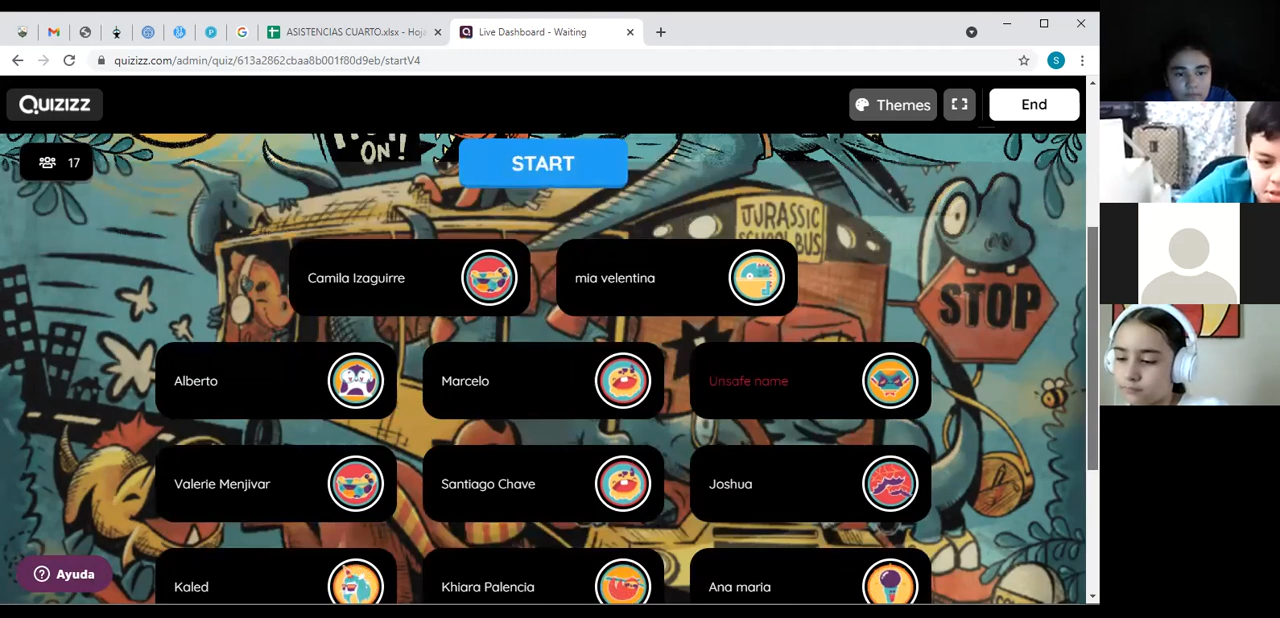 ASISTENCIAS CUARTO.xlsx - Hoja
Live Dashboard - Waiting
quizizz.com/admin/quiz/613a2862cbaa8b001f80d9eb/startV4
S
QUIZIZZ
Themes
End
ON!
17
START
JURASSIC
SCHOOL BUS
Camila Izaguirre
mia velentina
STOP
Alberto
Marcelo
Unsafe name
Valerie Menjivar
Santiago Chave
Joshua
Ayuda
Kaled
Khiara Palencia
Ana maria